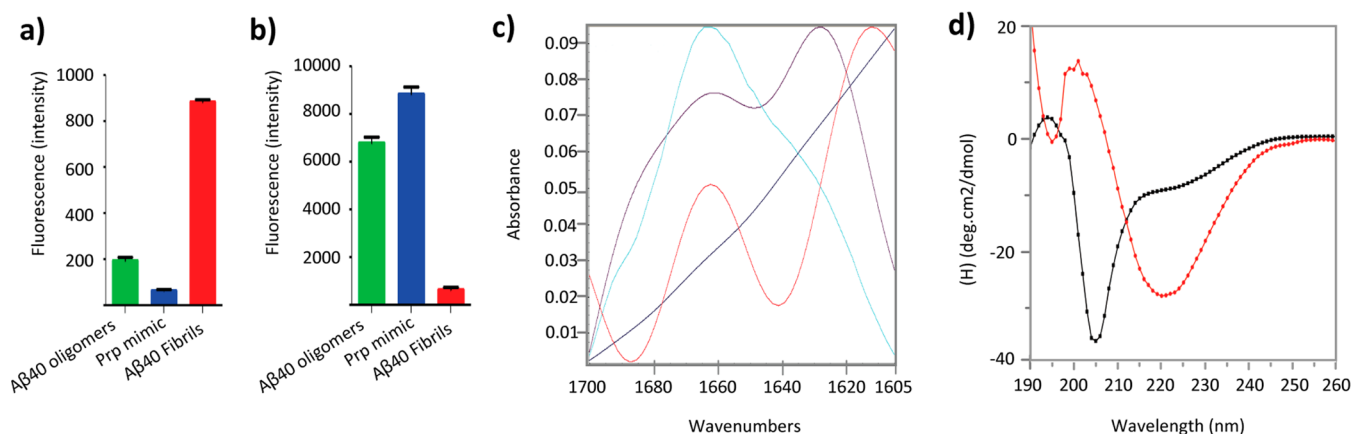 a)
Fluorescence (intensity)
1000
800
600
400
200
Aβ40 oligomers
Prp mimic
Aβ40 Fibrils
b)
Fluorescence (intensity)
10000
8000
6000
4000
2000
0
Aβ40 oligomers
Prp mimic
Aβ40 Fibrils
c)
Absorbance
0.09
0.08
0.07
0.06
0.05
0.04
0.03
0.02
0.01
1700 1680 1660 1640 1620 1605
Wavenumbers
d)
(H) (deg.cm2/dmol)
20
0
-20
-40
190 200 210 220 230 240 250 260
Wavelength (nm)